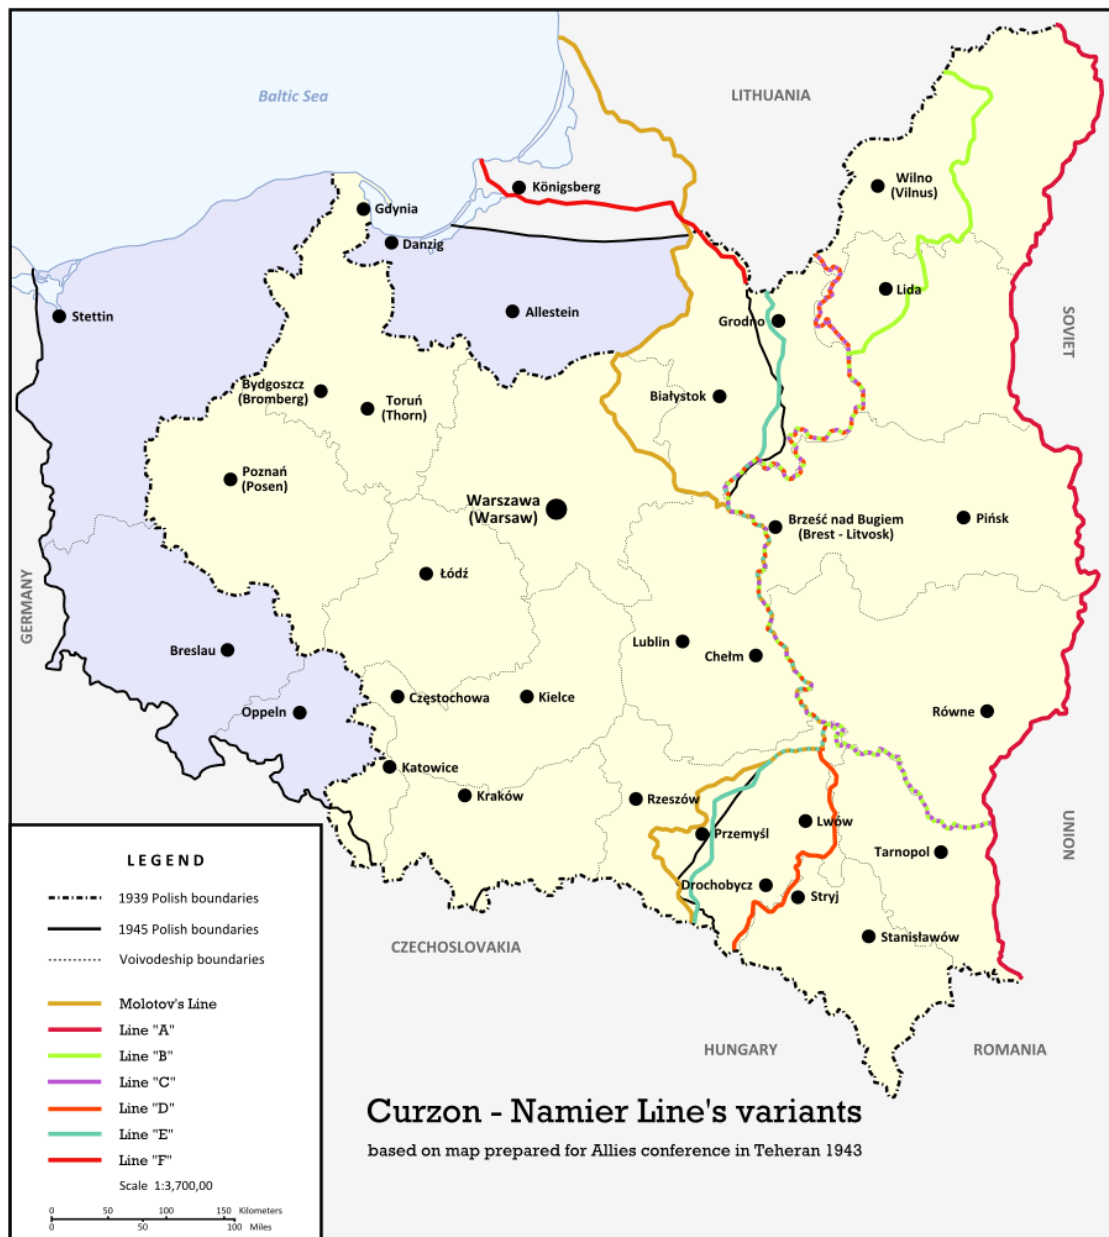 Baltic Sea
LITHUANIA
Wilno
(Vilnus)
Königsberg
Gdynia
Danzig
Lida
Stettin
Allestein
Grodno
SOVIET
Bydgoszcz
(Bromberg)
Toruń
(Thorn)
Białystok
Poznań
(Posen)
Warszawa
(Warsaw)
Brześć nad Bugiem
(Brest - Litvosk)
Pińsk
Łódź
GERMANY
Lublin
Chełm
Breslau
Częstochowa
Kielce
Oppeln
Równe
Katowice
Kraków
Rzeszów
Przemyśl
Lwów
UNION
Tarnopol
Drochobycz
Stryj
Stanisławów
CZECHOSLOVAKIA
HUNGARY
ROMANIA
LEGEND
1939 Polish boundaries
1945 Polish boundaries
Voivodeship boundaries
Molotov's Line
Line "A"
Line "B"
Line "C"
Line "D"
Line "E"
Line "F"
Scale 1:3,700,00
0 50 100 150 Kilometers
0 50 100 Miles
Curzon - Namier Line's variants
based on map prepared for Allies conference in Teheran 1943